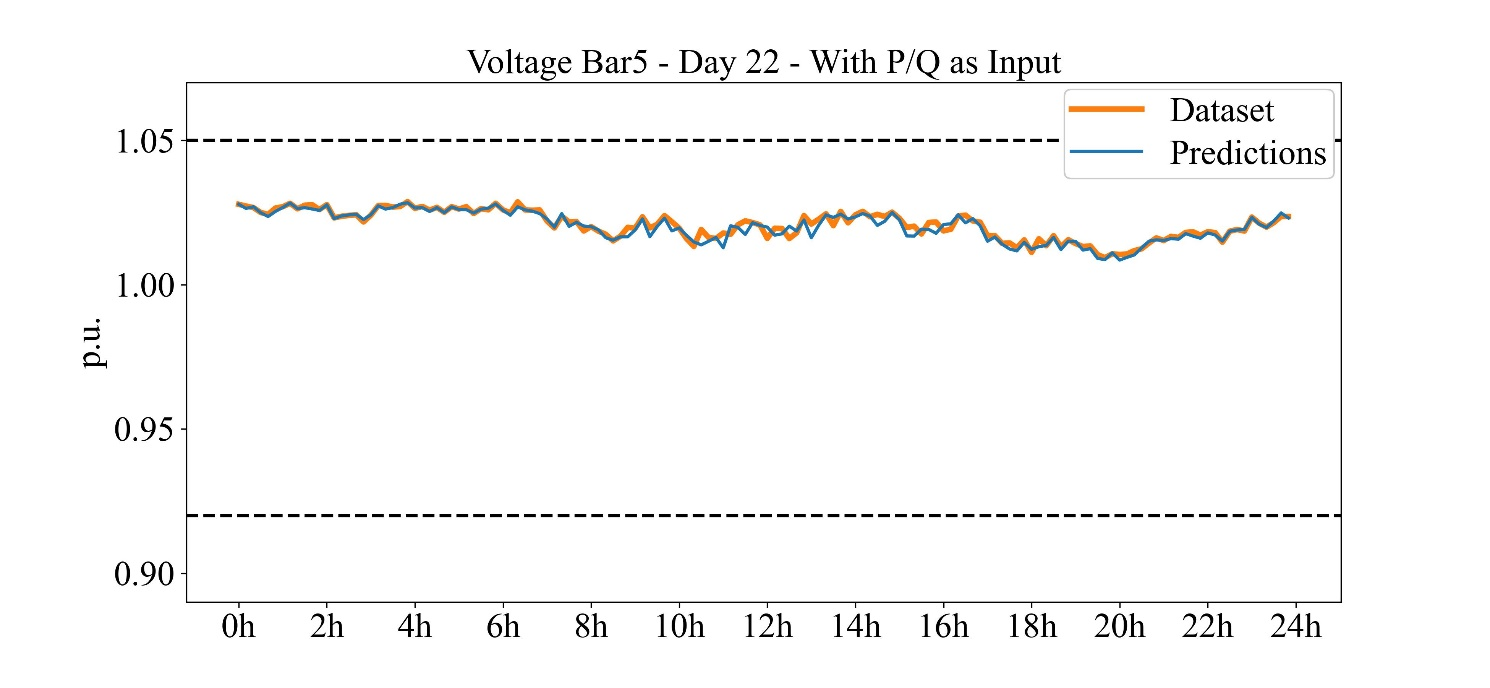 Voltage Bar5 - Day 22 - With P/Q as Input
Dataset
Predictions
1.05
1.00
0.95
0.90
p.u.
0h 2h 4h 6h 8h 10h 12h 14h 16h 18h 20h 22h 24h